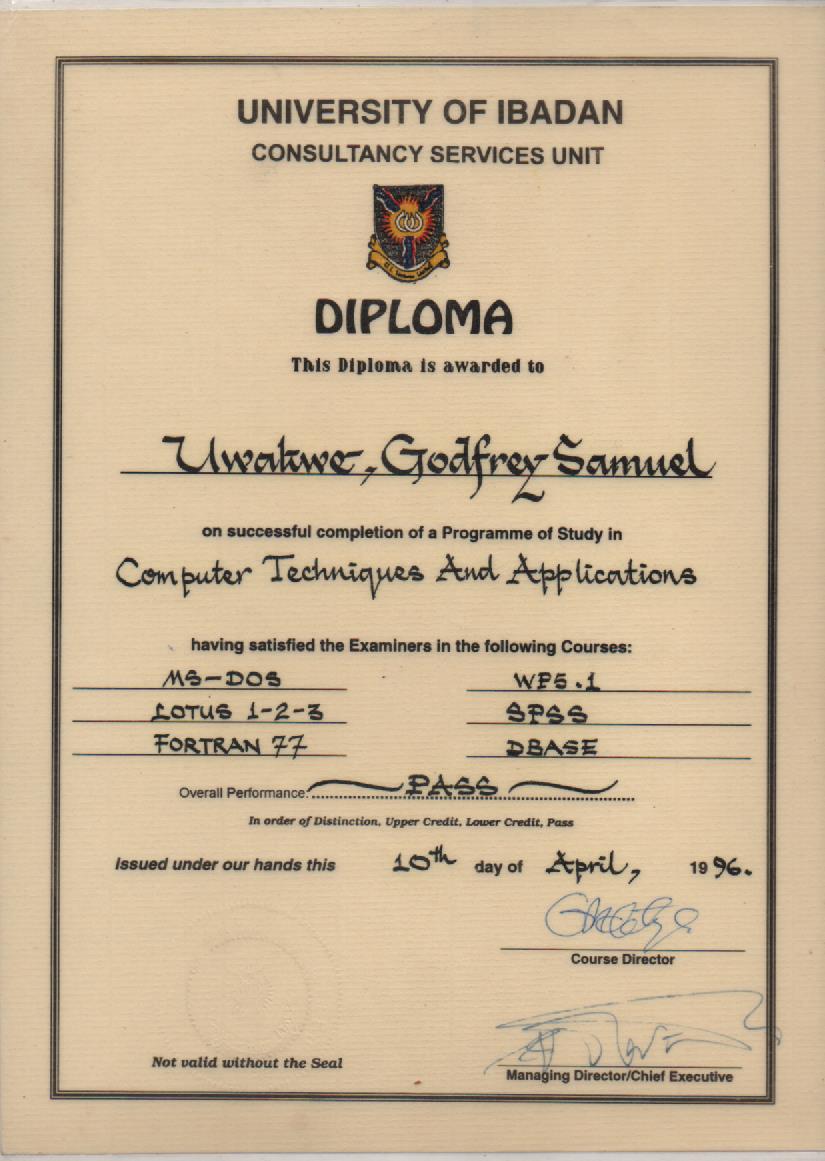 UNIVERSITY OF IBADAN
CONSULTANCY SERVICES UNIT
DIPLOMA
This Diploma is awarded to
Uwakwe, Godfrey Samuel
on successful completion of a Programme of Study in
Computer Techniques And Applications
having satisfied the Examiners in the following Courses:
MS-DOS WP5.1
LOTUS 1-2-3 SPSS
FORTRAN 77 DBASE
Overall Performance: PASS
In order of Distinction, Upper Credit, Lower Credit, Pass
Issued under our hands this 10th day of April, 1996.
Course Director
Not valid without the Seal
Managing Director/Chief Executive